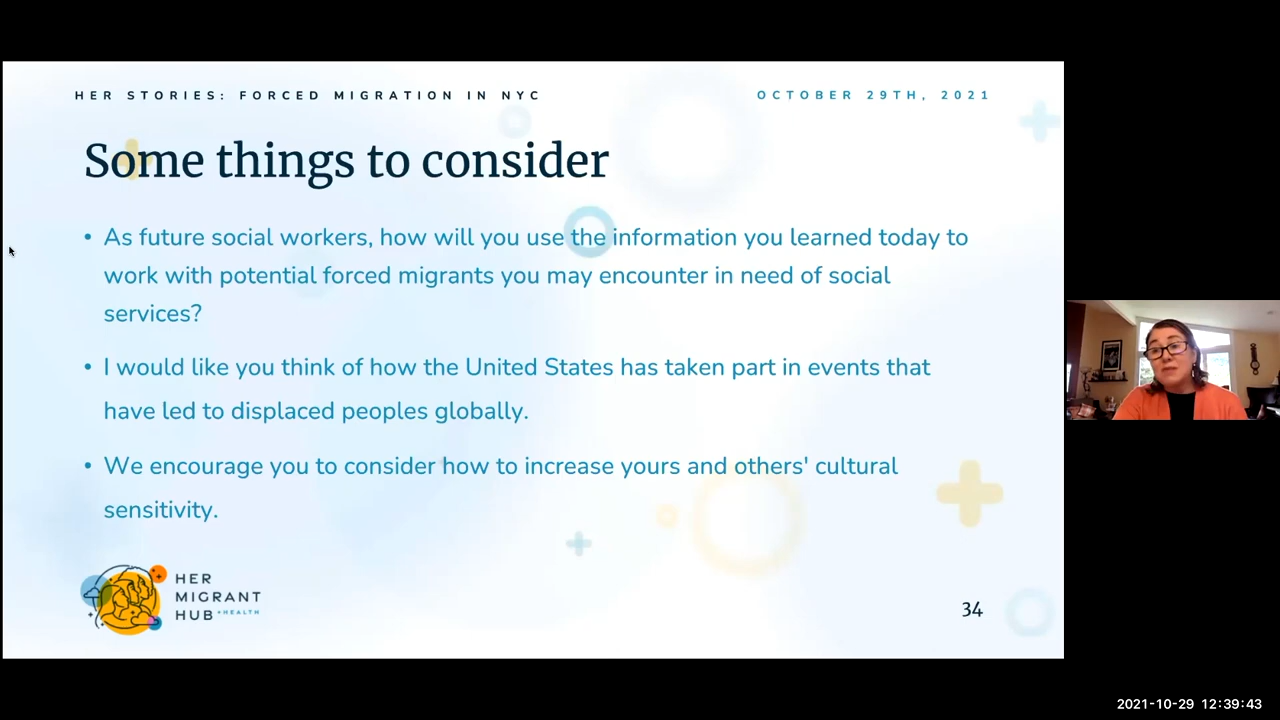 HER STORIES: FORCED MIGRATION IN NYC
OCTOBER 29TH, 2021
Some things to consider
• As future social workers, how will you use the information you learned today to
work with potential forced migrants you may encounter in need of social
services?
• I would like you think of how the United States has taken part in events that
have led to displaced peoples globally.
• We encourage you to consider how to increase yours and others' cultural
sensitivity.
HER
MIGRANT
HUB +HEALTH
34
2021-10-29 12:39:43